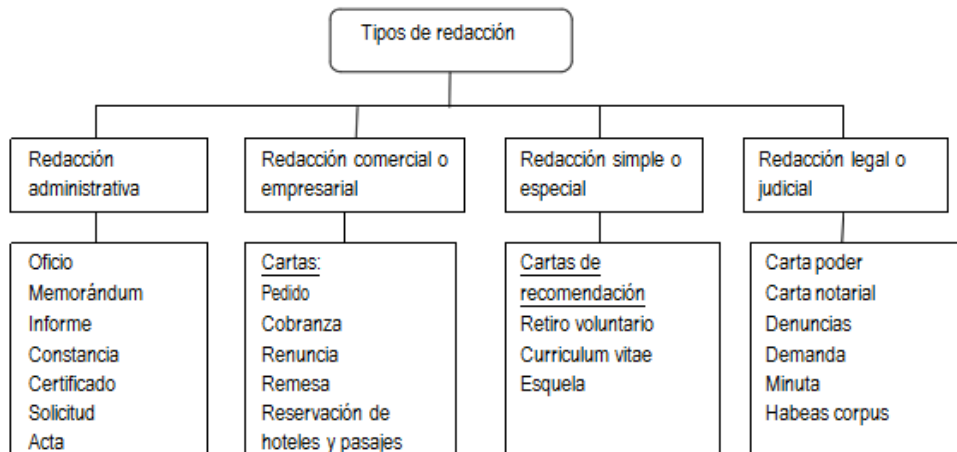 Tipos de redacción
Redacción
administrativa
Redacción comercial o
empresarial
Redacción simple o
especial
Redacción legal o
judicial
Oficio
Memorándum
Informe
Constancia
Certificado
Solicitud
Acta
Cartas:
Pedido
Cobranza
Renuncia
Remesa
Reservación de
hoteles y pasajes
Cartas de
recomendación
Retiro voluntario
Curriculum vitae
Esquela
Carta poder
Carta notarial
Denuncias
Demanda
Minuta
Habeas corpus